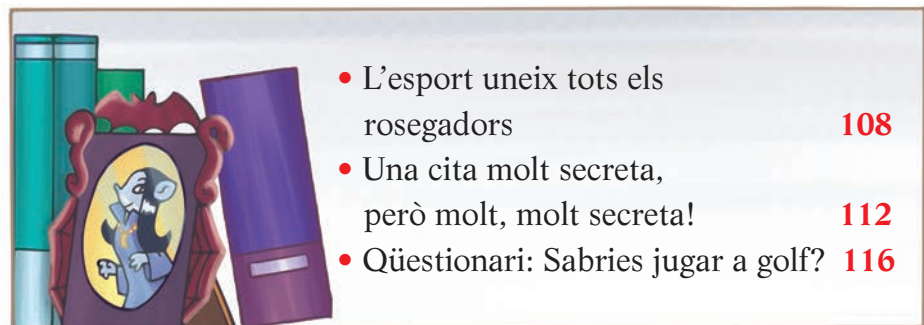 • L'esport uneix tots els
rosegadors 108
• Una cita molt secreta,
però molt, molt secreta!  112
• Qüestionari: Sabries jugar a golf? 116